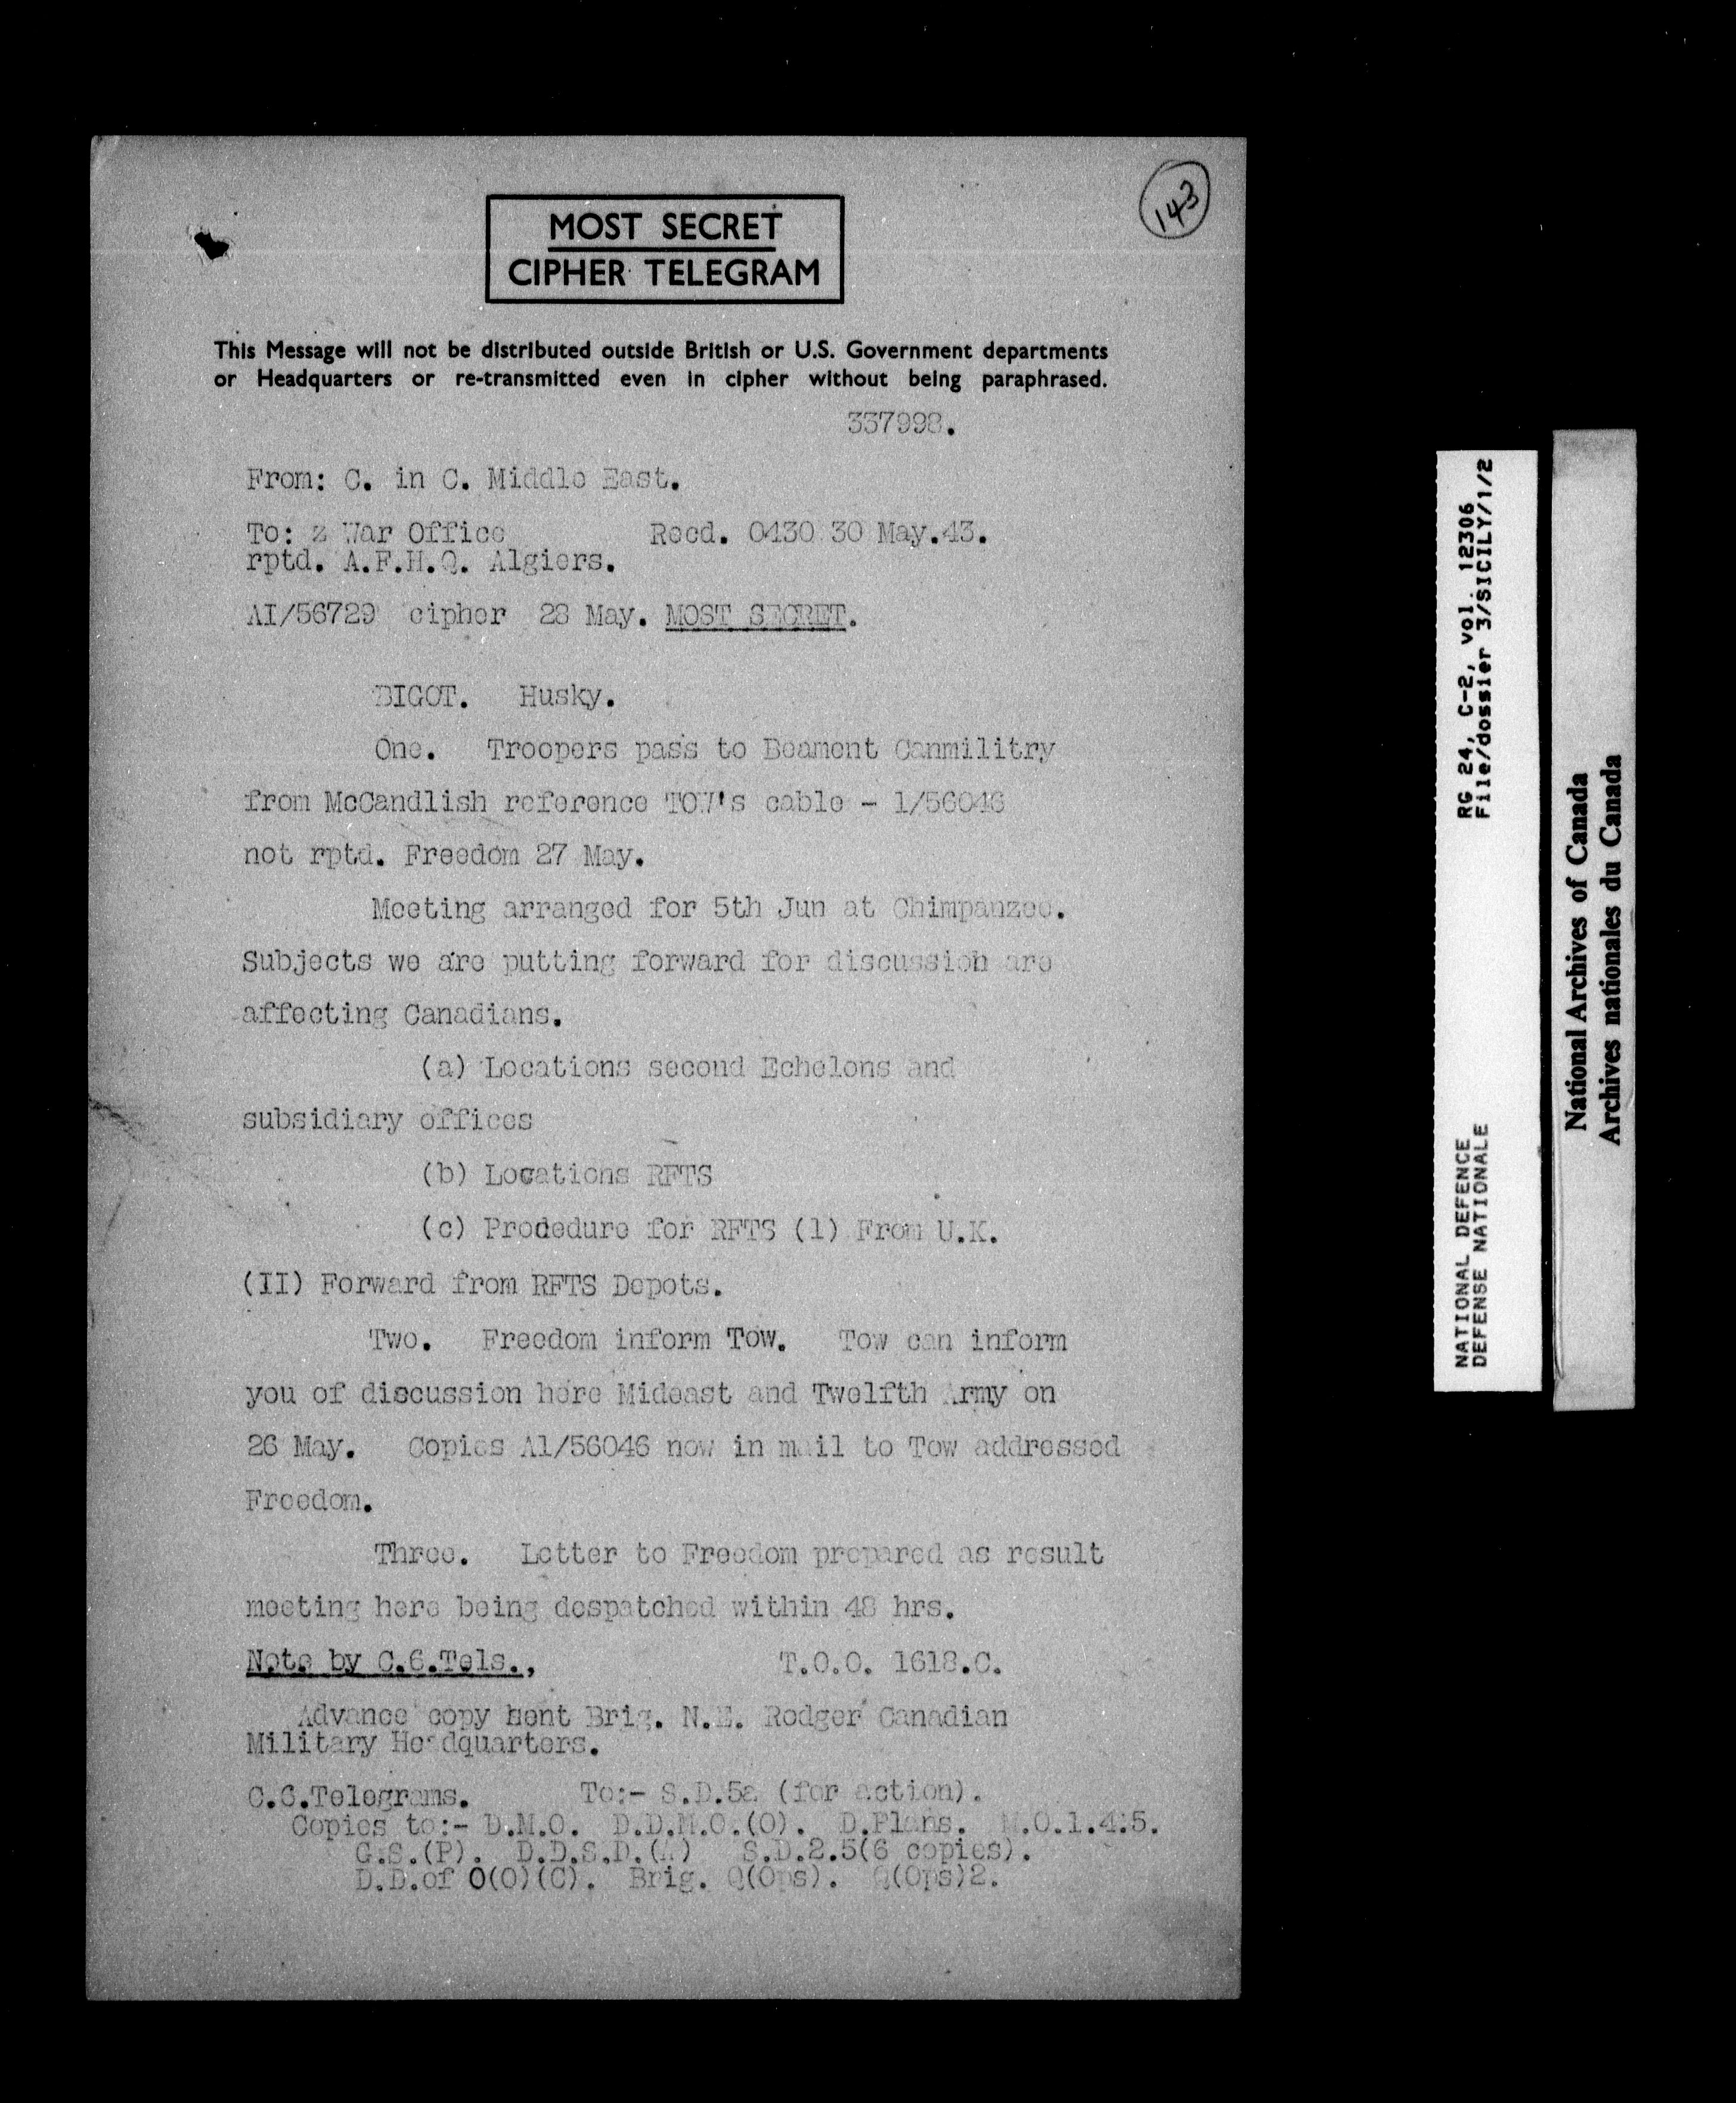 143
MOST SECRET
CIPHER TELEGRAM
This Message will not be distributed outside British or U.S. Government departments
or Headquarters or re-transmitted even in cipher without being paraphrased.
337998.
From: C. in C. Middle East.
To: z War Office Recd. 0430 30 May.43.
rptd. A.F.H.Q. Algiers.
AI/56729 cipher 28 May. MOST SECRET.
BIGOT. Husky.
One. Troopers pass to Beament Canmilitry
from McCandlish reference TOW's cable - 1/56046
not rptd. Freedom 27 May.
Meeting arranged for 5th Jun at Chimpanzee.
Subjects we are putting forward for discussion are
affecting Canadians.
(a) Locations second Echelons and
subsidiary offices
(b) Locations RFTS
(c) Prodedure for RFTS (1) From U.K.
(II) Forward from RFTS Depots.
Two. Freedom inform Tow. Tow can inform
you of discussion here Mideast and Twelfth Army on
26 May. Copies A1/56046 now in mail to Tow addressed
Freedom.
Three. Letter to Freedom prepared as result
meeting here being despatched within 48 hrs.
Note by C.6.Tels., T.O.O. 1618.C.
Advance copy sent Brig. N.E. Rodger Canadian
Military Headquarters.
C.6.Telegrams. To:- S.D.5a (for action).
Copies to:- D.M.O. D.D.M.O.(O). D.Plans. M.O.1.4.5.
G.S.(P). D.D.S.D.(A) S.D.2.5(6 copies).
D.D.of O(O)(C). Brig. Q(Ops). Q(Ops)2.
RG 24, C-2, vol. 12306
File/dossier 3/SICILY/1/2
NATIONAL DEFENCE
DEFENSE NATIONALE
National Archives of Canada
Archives nationales du Canada